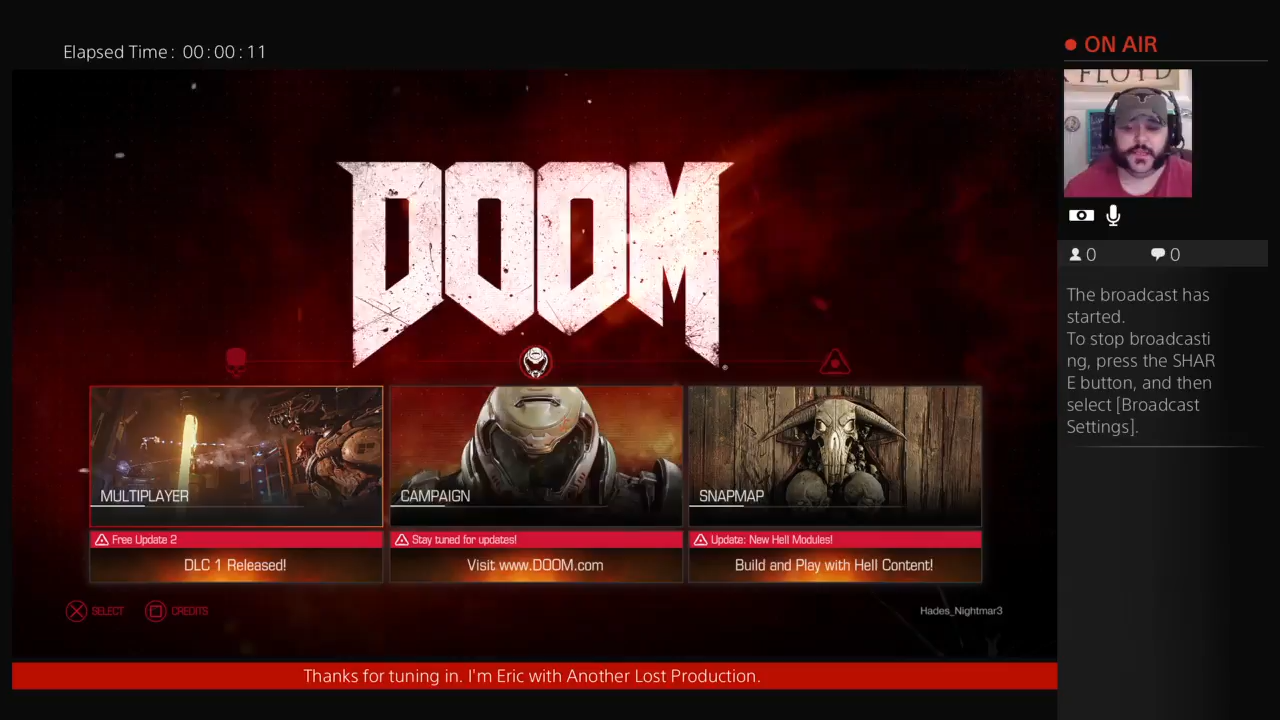 Elapsed Time: 00:00:11
ON AIR
FLOYD
DOOM
0
0
The broadcast has
started.
To stop broadcasti
ng, press the SHAR
E button, and then
select [Broadcast
Settings].
MULTIPLAYER
CAMPAIGN
SNAPMAP
Free Update 2
Stay tuned for updates!
Update: New Hell Modules!
DLC 1 Released!
Visit www.DOOM.com
Build and Play with Hell Content!
SELECT
CREDITS
Hades_Nightmar3
Thanks for tuning in. I'm Eric with Another Lost Production.